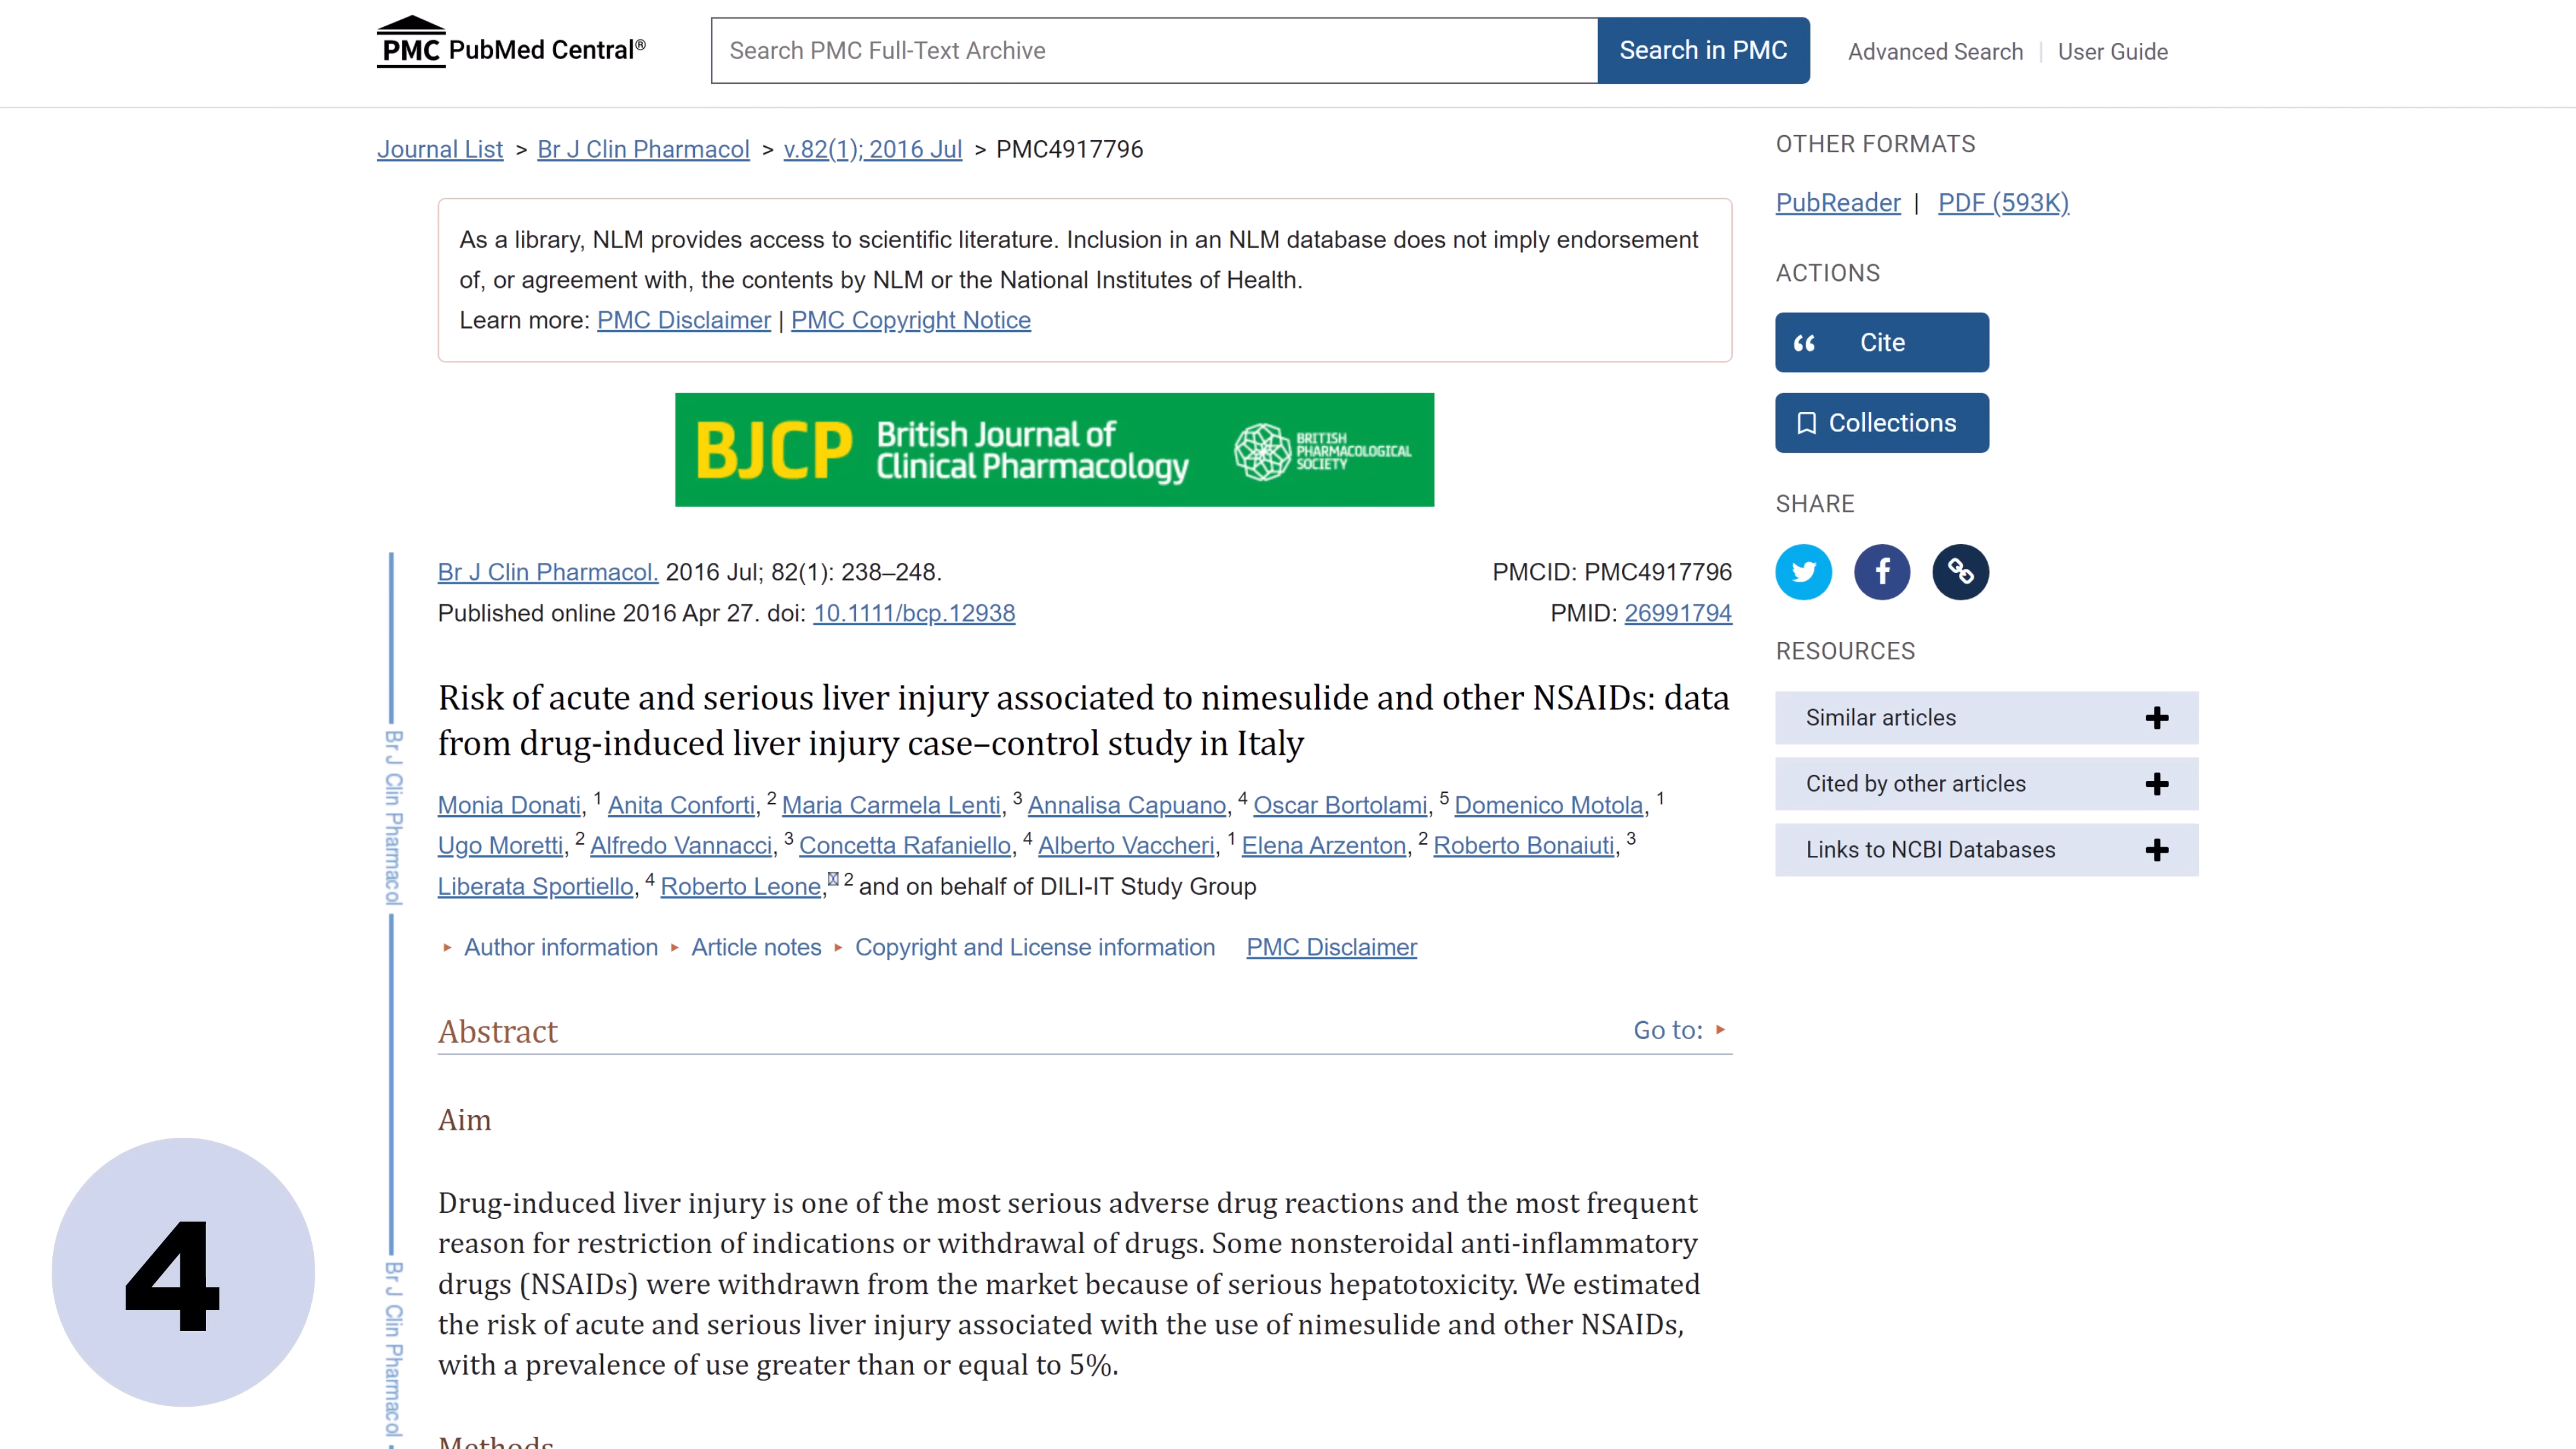 PMC PubMed Central®
Search PMC Full-Text Archive
Search in PMC
Advanced Search | User Guide
Journal List > Br J Clin Pharmacol > v.82(1); 2016 Jul > PMC4917796
As a library, NLM provides access to scientific literature. Inclusion in an NLM database does not imply endorsement
of, or agreement with, the contents by NLM or the National Institutes of Health.
Learn more: PMC Disclaimer | PMC Copyright Notice
BJCP
British Journal of
Clinical Pharmacology
BRITISH
PHARMACOLOGICAL
SOCIETY
Br J Clin Pharmacol. 2016 Jul; 82(1): 238–248.
PMCID: PMC4917796
Published online 2016 Apr 27. doi: 10.1111/bcp.12938
PMID: 26991794
Risk of acute and serious liver injury associated to nimesulide and other NSAIDs: data
from drug-induced liver injury case–control study in Italy
Monia Donati, 1 Anita Conforti, 2 Maria Carmela Lenti, 3 Annalisa Capuano, 4 Oscar Bortolami, 5 Domenico Motola, 1
Ugo Moretti, 2 Alfredo Vannacci, 3 Concetta Rafaniello, 4 Alberto Vaccheri, 1 Elena Arzenton, 2 Roberto Bonaiuti, 3
Liberata Sportiello, 4 Roberto Leone, 2 and on behalf of DILI-IT Study Group
Author information Article notes Copyright and License information PMC Disclaimer
Abstract
Go to:
Aim
Drug-induced liver injury is one of the most serious adverse drug reactions and the most frequent
reason for restriction of indications or withdrawal of drugs. Some nonsteroidal anti-inflammatory
drugs (NSAIDs) were withdrawn from the market because of serious hepatotoxicity. We estimated
the risk of acute and serious liver injury associated with the use of nimesulide and other NSAIDs,
with a prevalence of use greater than or equal to 5%.
Methods
OTHER FORMATS
PubReader | PDF (593K)
ACTIONS
Cite
Collections
SHARE
RESOURCES
Similar articles
Cited by other articles
Links to NCBI Databases
Br J Clin Pharmacol
Br J Clin Pharmacol
4